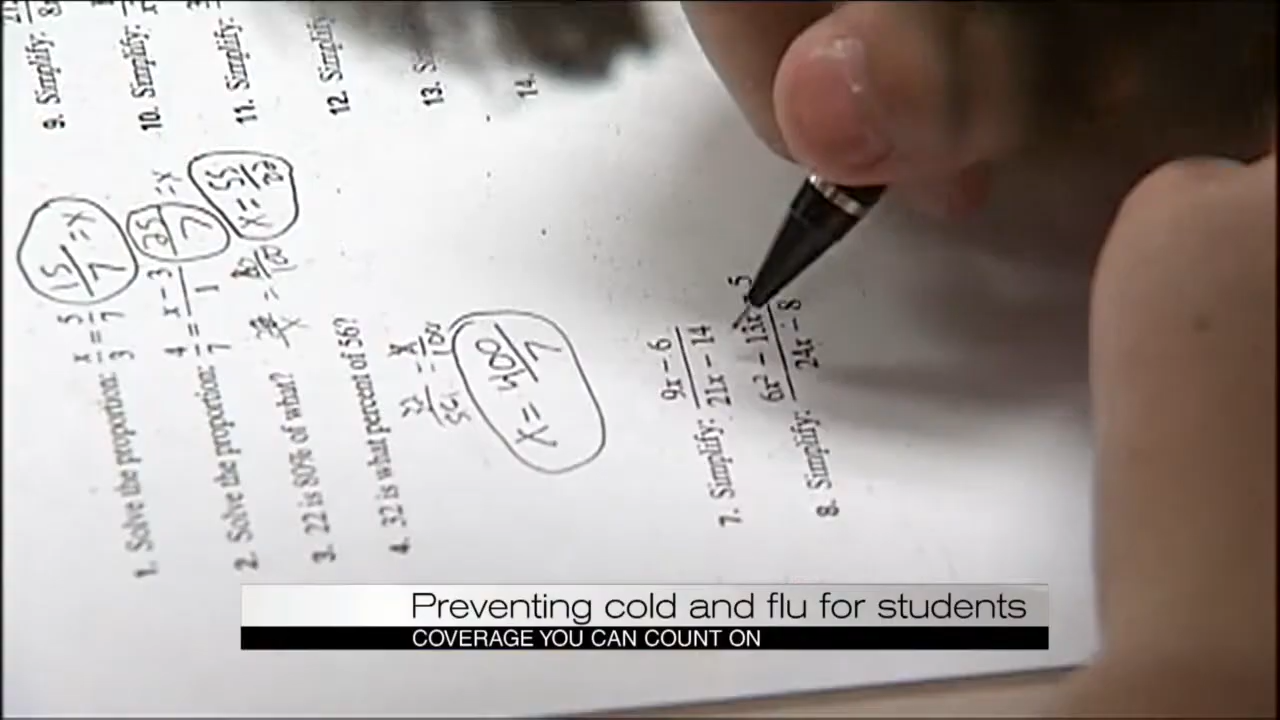 1. Solve the proportion: x/3 = 5/7
15/7 = x
2. Solve the proportion: 4/7 = x − 3/1
25/7 = x
3. 22 is 80% of what?
x = 55/2
4. 32 is what percent of 56?
32/56 = x/100
x = 400/7
7. Simplify: 9x − 6/21x − 14
8. Simplify: 6x² − 13x − 5/24x − 8
9. Simplify:
10. Simplify:
11. Simplify:
12. Simplify
13.
14.
Preventing cold and flu for students
COVERAGE YOU CAN COUNT ON